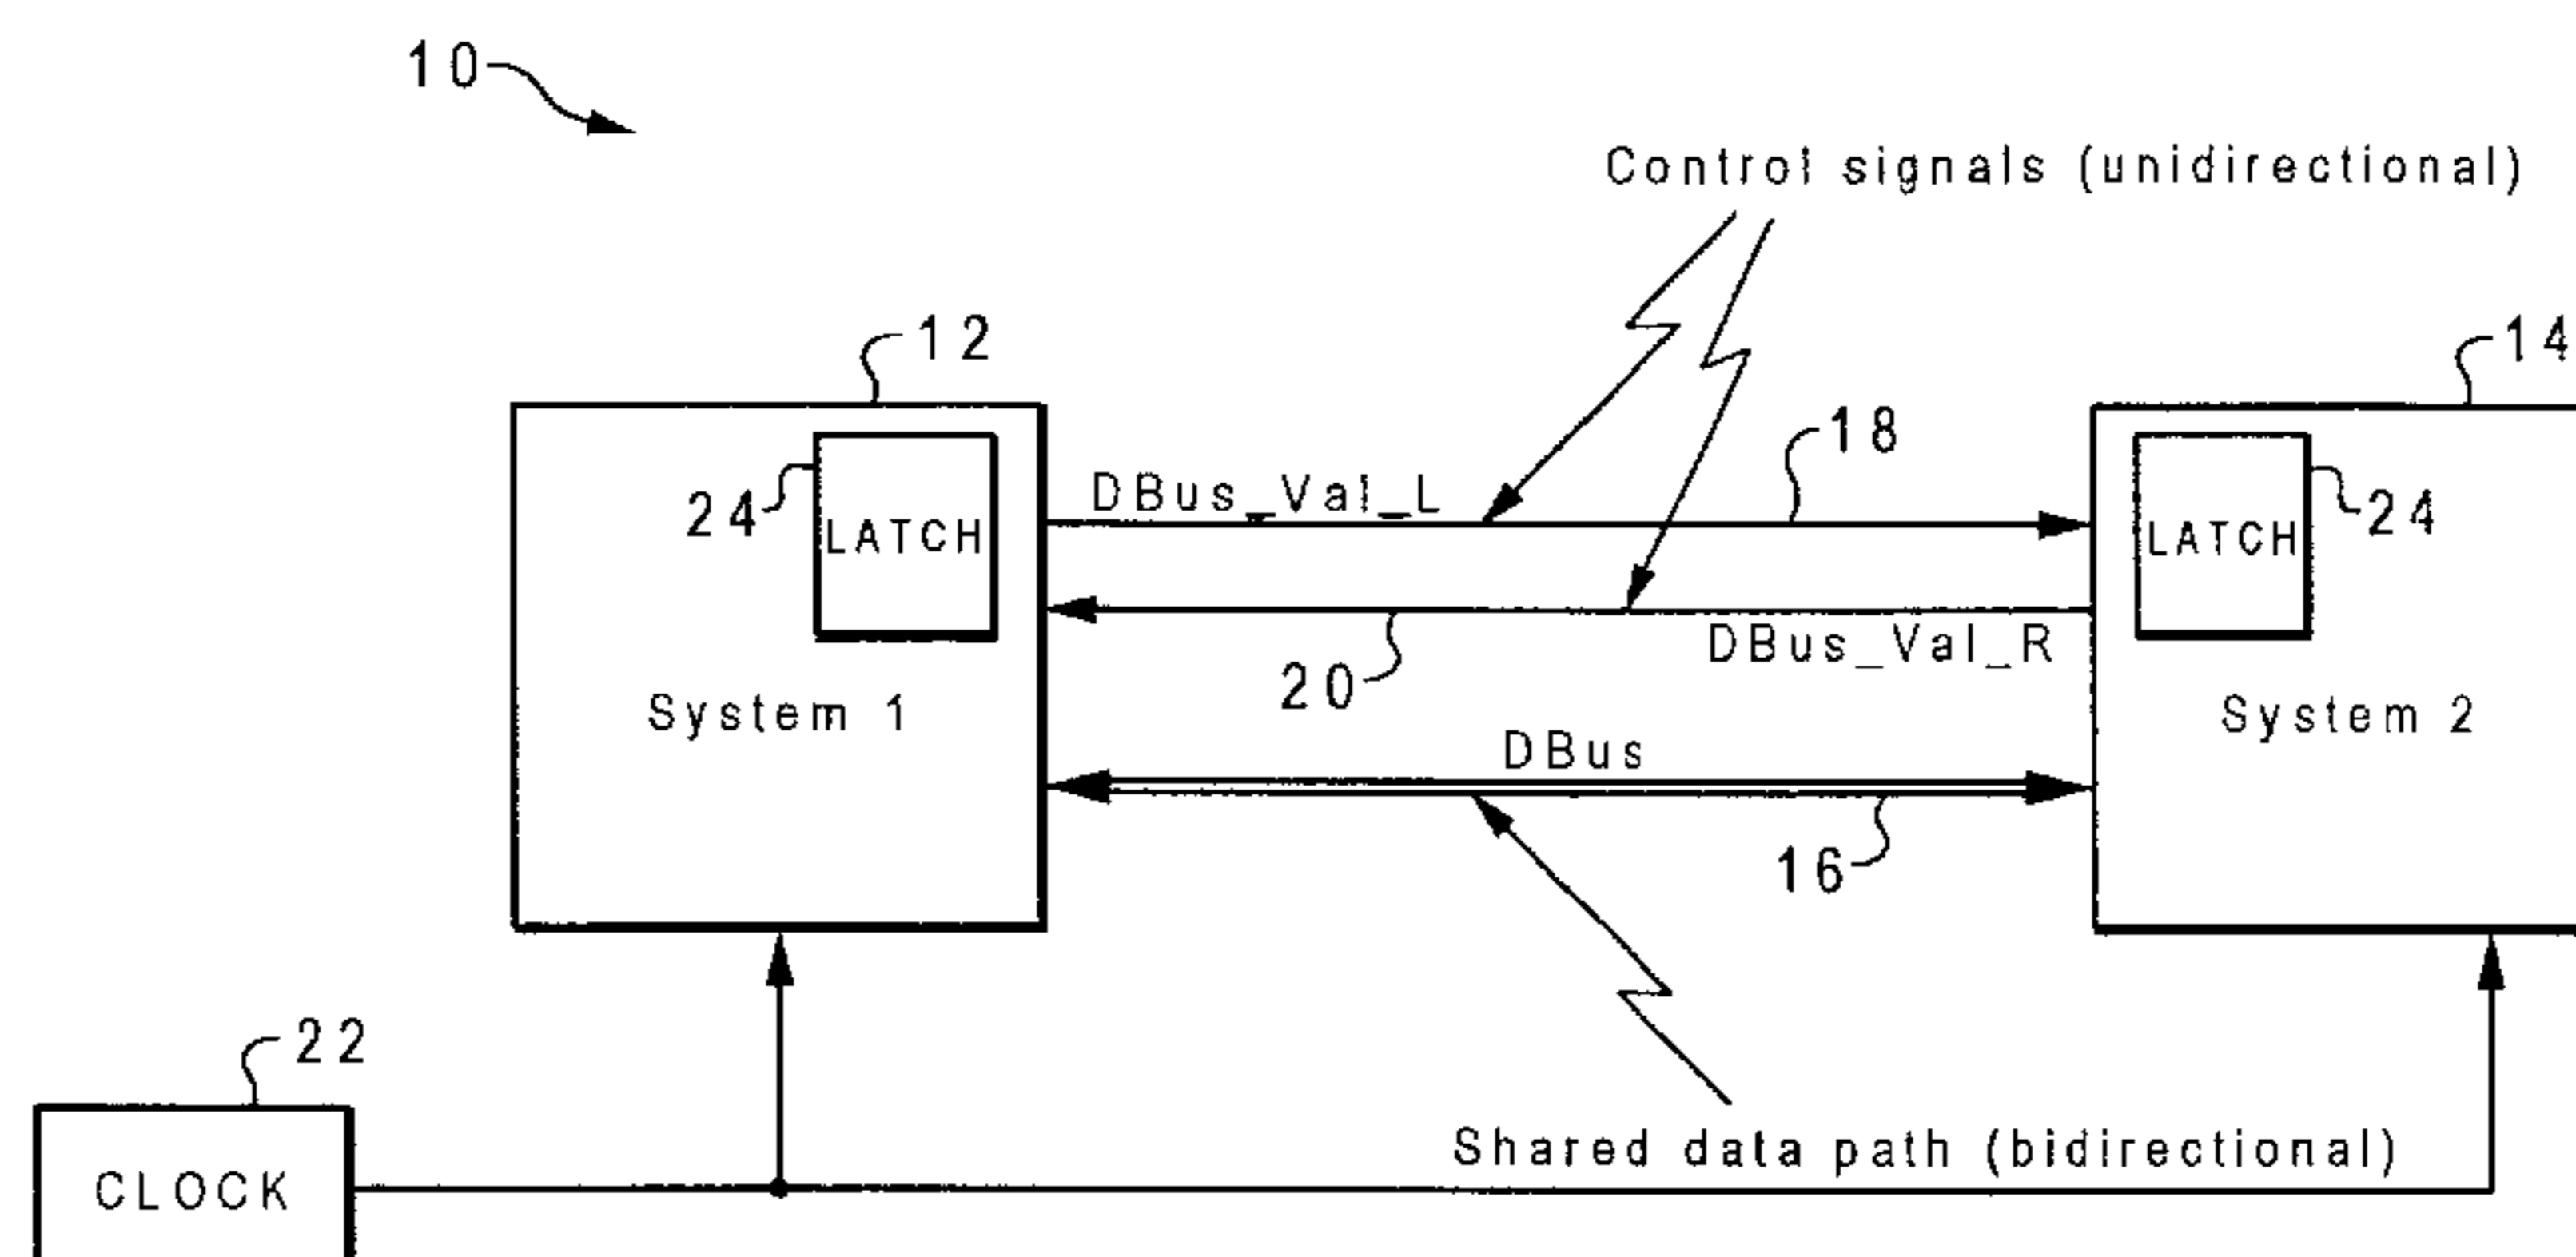 10
Control signals (unidirectional)
12
14
18
24
LATCH
DBus_Val_L
LATCH
24
DBus_Val_R
20
System 1
System 2
DBus
16
22
Shared data path (bidirectional)
CLOCK